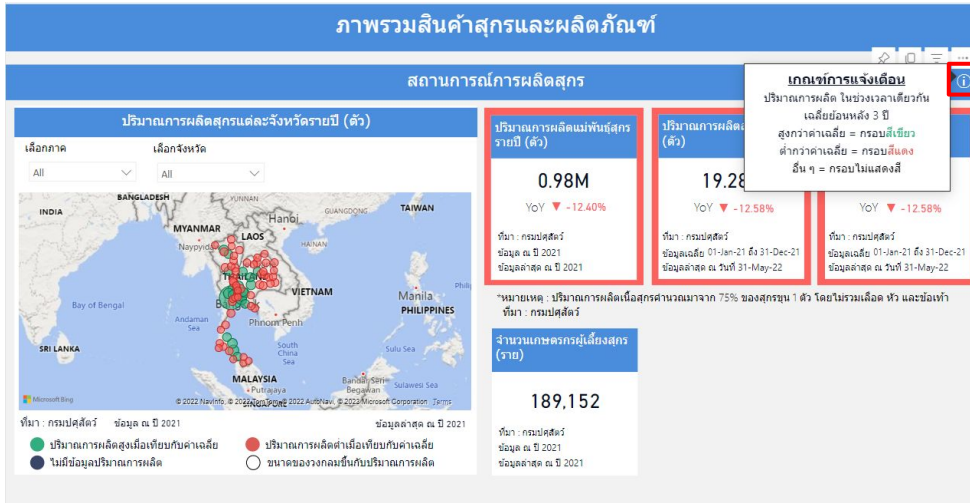 ภาพรวมสินค้าสุกรและผลิตภัณฑ์
สถานการณ์การผลิตสุกร
เกณฑ์การแจ้งเตือน
ปริมาณการผลิต ในช่วงเวลาเดียวกัน
เฉลี่ยย้อนหลัง 3 ปี
สูงกว่าค่าเฉลี่ย = กรอบสีเขียว
ต่ำกว่าค่าเฉลี่ย = กรอบสีแดง
อื่น ๆ = กรอบไม่แสดงสี
ปริมาณการผลิตสุกรแต่ละจังหวัดรายปี (ตัว)
เลือกภาค
เลือกจังหวัด
All
All
BANGLADESH
YUNNAN
GUANGDONG
TAIWAN
INDIA
Hanoi
MYANMAR
LAOS
HAINAN
Naypyid
THAILAN
Bay of Bengal
VIETNAM
Manila
PHILIPPINES
Andaman
Sea
Phnom Penh
SRI LANKA
South
China
Sea
Sulu Sea
MALAYSIA
Putrajaya
Bandar Seri
Begawan
Sulawesi Sea
Microsoft Bing
© 2022 Microsoft Corporation Terms
ที่มา : กรมปศุสัตว์ ข้อมูล ณ ปี 2021
ข้อมูลล่าสุด ณ ปี 2021
ปริมาณการผลิตสูงเมื่อเทียบกับค่าเฉลี่ย
ปริมาณการผลิตต่ำเมื่อเทียบกับค่าเฉลี่ย
ไม่มีข้อมูลปริมาณการผลิต
ขนาดของวงกลมขึ้นกับปริมาณการผลิต
ปริมาณการผลิตแม่พันธุ์สุกร
รายปี (ตัว)
0.98M
YoY ▼ -12.40%
ที่มา : กรมปศุสัตว์
ข้อมูล ณ ปี 2021
ข้อมูลล่าสุด ณ ปี 2021
ปริมาณการผลิต
(ตัว)
19.28
YoY ▼ -12.58%
ที่มา : กรมปศุสัตว์
ข้อมูลเฉลี่ย 01-Jan-21 ถึง 31-Dec-21
ข้อมูลล่าสุด ณ วันที่ 31-May-22
YoY ▼ -12.58%
ที่มา : กรมปศุสัตว์
ข้อมูลเฉลี่ย 01-Jan-21 ถึง 31-Dec-21
ข้อมูลล่าสุด ณ วันที่ 31-May-22
*หมายเหตุ : ปริมาณการผลิตเนื้อสุกรคำนวณมาจาก 75% ของสุกรขุน 1 ตัว โดยไม่รวมเลือด หัว และข้อเท้า
ที่มา : กรมปศุสัตว์
จำนวนเกษตรกรผู้เลี้ยงสุกร
(ราย)
189,152
ที่มา : กรมปศุสัตว์
ข้อมูล ณ ปี 2021
ข้อมูลล่าสุด ณ ปี 2021